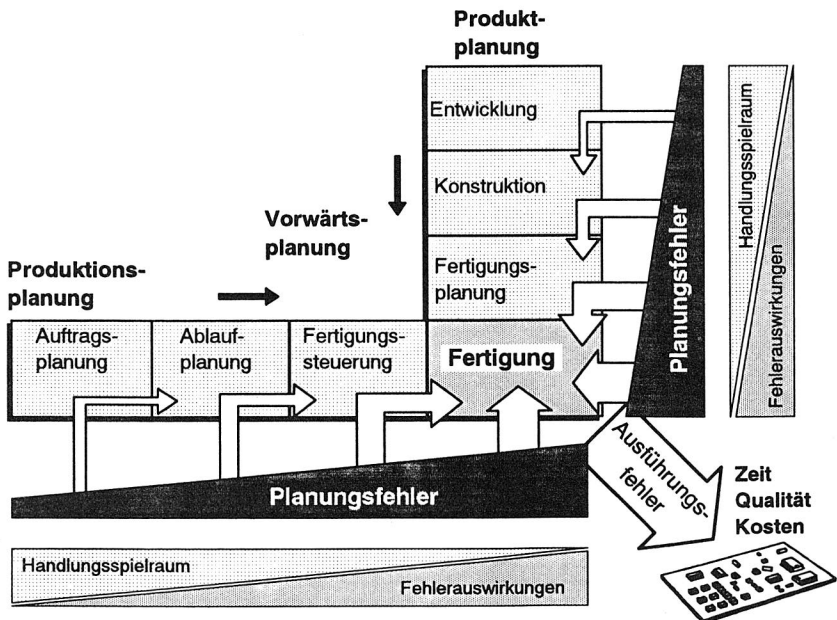 Produkt-
planung
Entwicklung
Konstruktion
Fertigungs-
planung
Vorwärts-
planung
Produktions-
planung
Auftrags-
planung
Ablauf-
planung
Fertigungs-
steuerung
Fertigung
Planungsfehler
Handlungsspielraum
Fehlerauswirkungen
Planungsfehler
Ausführungs-
fehler
Zeit
Qualität
Kosten
Handlungsspielraum
Fehlerauswirkungen